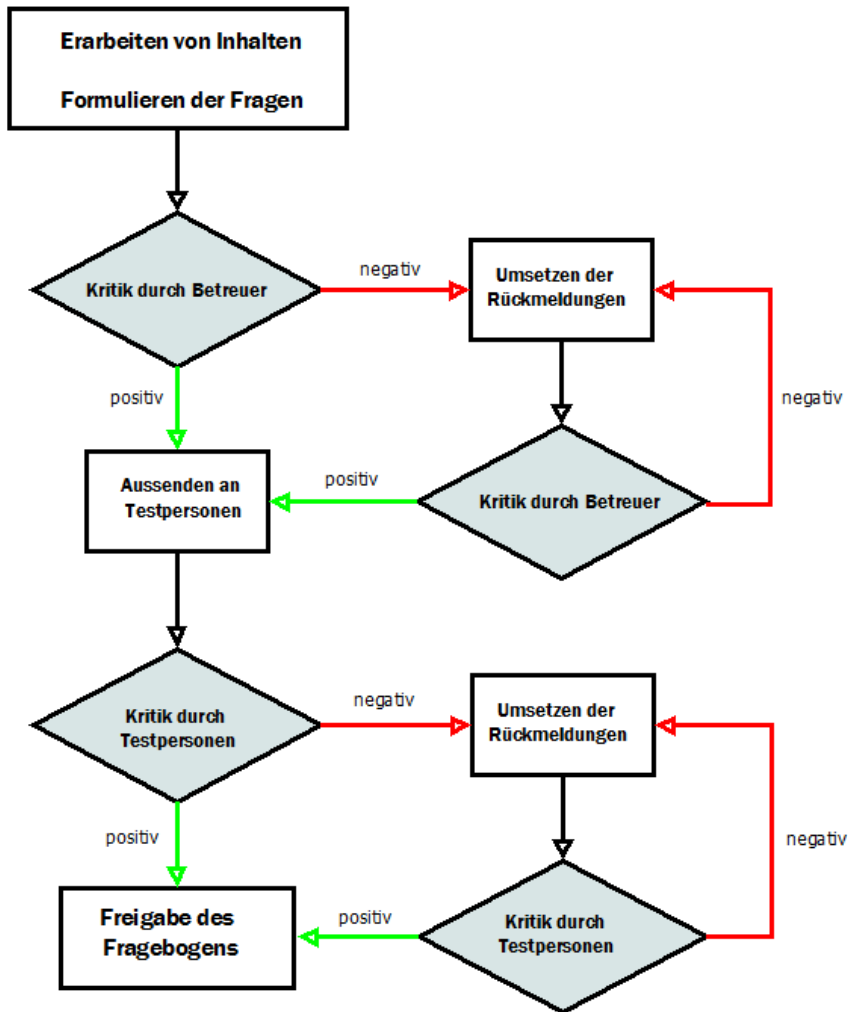 Erarbeiten von Inhalten
Formulieren der Fragen
Kritik durch Betreuer
negativ
Umsetzen der
Rückmeldungen
positiv
negativ
Aussenden an
Testpersonen
positiv
Kritik durch Betreuer
Kritik durch
Testpersonen
negativ
Umsetzen der
Rückmeldungen
positiv
negativ
Freigabe des
Fragebogens
positiv
Kritik durch
Testpersonen